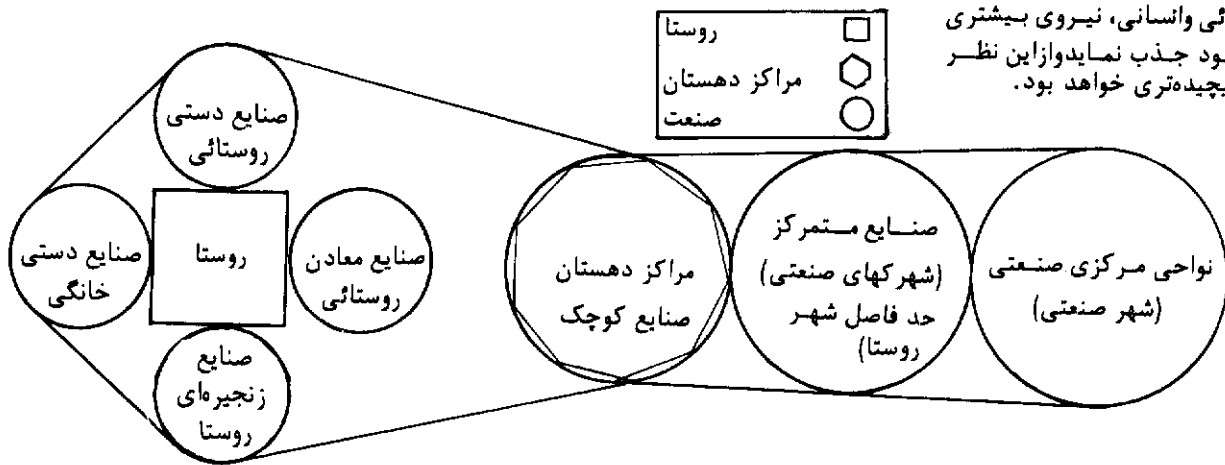 ئی وانسانی، نیروی بیشتری
ود جذب نمایدوازاین نظر
یچیده‌تری خواهد بود.
روستا
مراکز دهستان
صنعت
صنایع دستی
روستائی
صنایع دستی
خانگی
روستا
صنایع معادن
روستائی
صنایع
زنجیره‌ای
روستا
مراکز دهستان
صنایع کوچک
صنایع متمرکز
(شهرکهای صنعتی)
حد فاصل شهر
روستا)
نواحی مرکزی صنعتی
(شهر صنعتی)